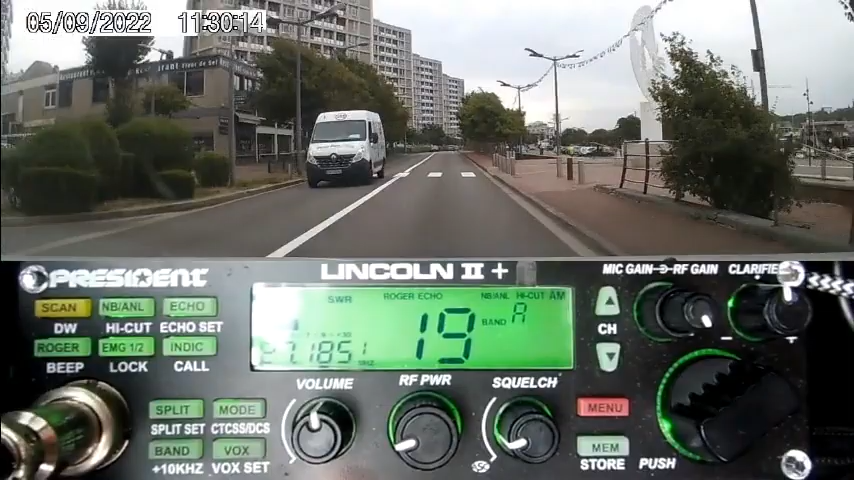 05/09/2022 11:30:14
PRESIDENT LINCOLN II + MIC GAIN RF GAIN CLARIFIER
SCAN NB/ANL ECHO
DW HI-CUT ECHO SET
ROGER EMG 1/2 INDIC
BEEP LOCK CALL
SWR ROGER ECHO NB/ANL HI-CUT AM
19 BAND A
27.1851
CH
SPLIT MODE
SPLIT SET CTCSS/DCS
BAND VOX
+10KHZ VOX SET
VOLUME RF PWR SQUELCH
MENU
MEM
STORE PUSH
- +